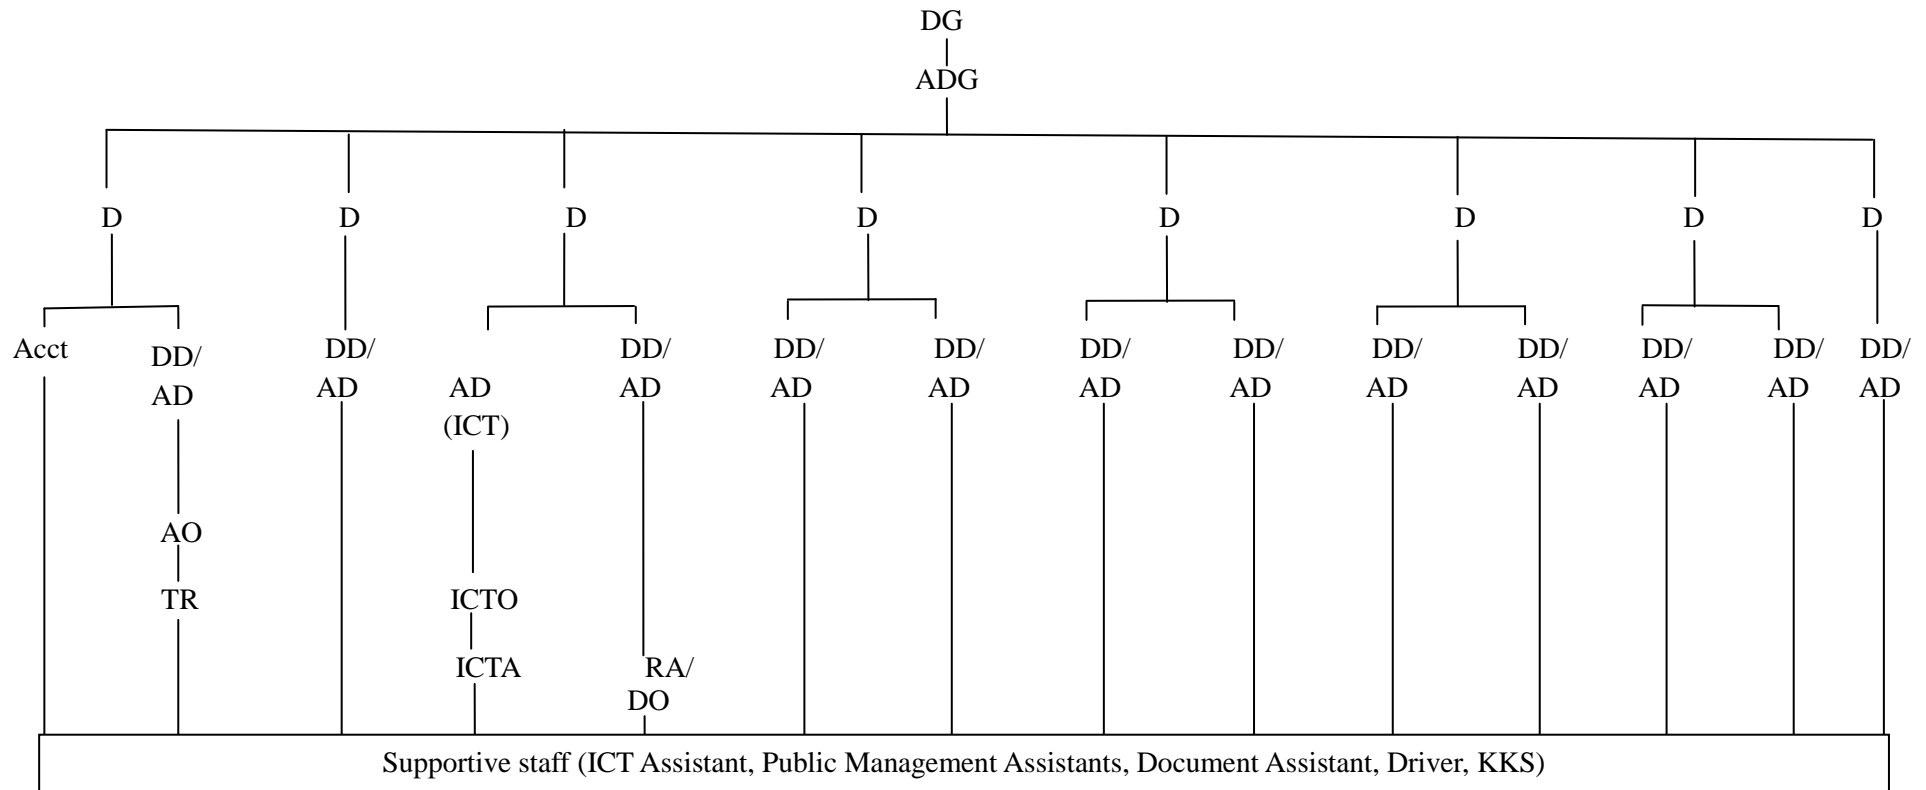 DG
ADG
D D D D D D D D
Acct DD/ DD/ DD/ DD/ DD/ DD/ DD/ DD/ DD/ DD/ DD/ DD/
AD AD AD AD AD AD AD AD AD AD AD AD AD
(ICT)
AO
TR ICTO
ICTA RA/
DO
Supportive staff (ICT Assistant, Public Management Assistants, Document Assistant, Driver, KKS)